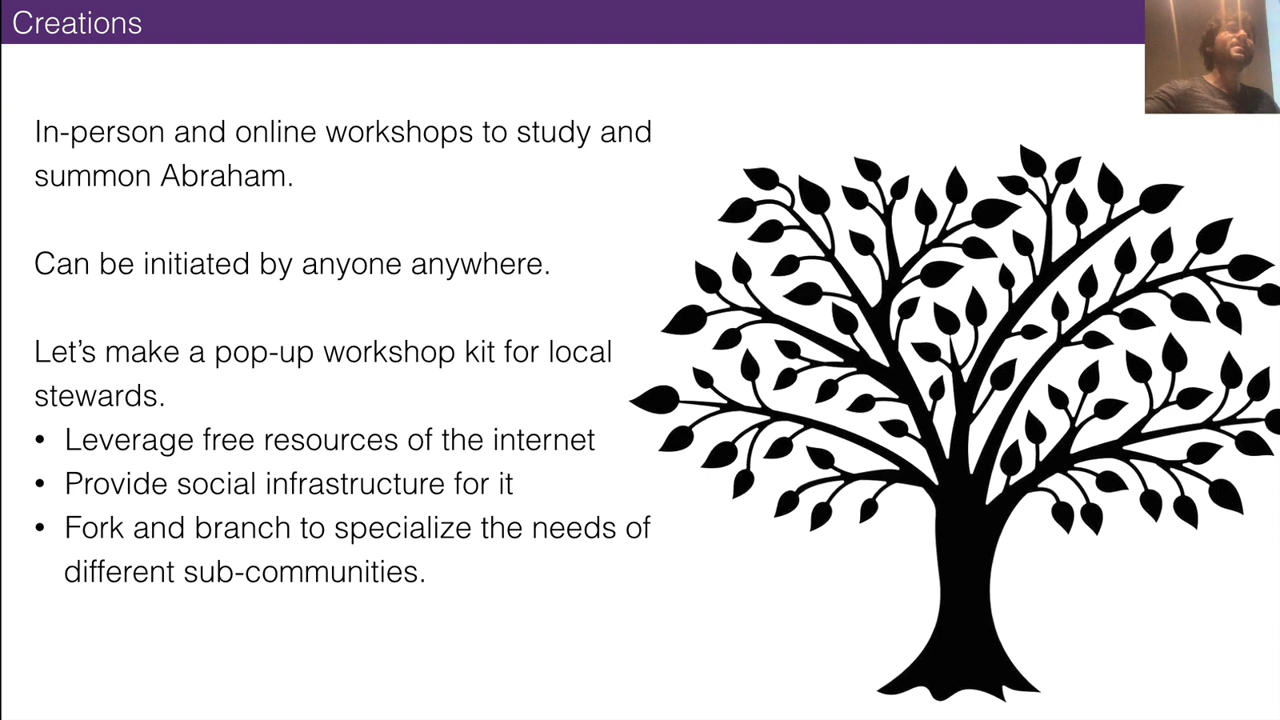 Creations
In-person and online workshops to study and
summon Abraham.
Can be initiated by anyone anywhere.
Let’s make a pop-up workshop kit for local
stewards.
• Leverage free resources of the internet
• Provide social infrastructure for it
• Fork and branch to specialize the needs of
different sub-communities.